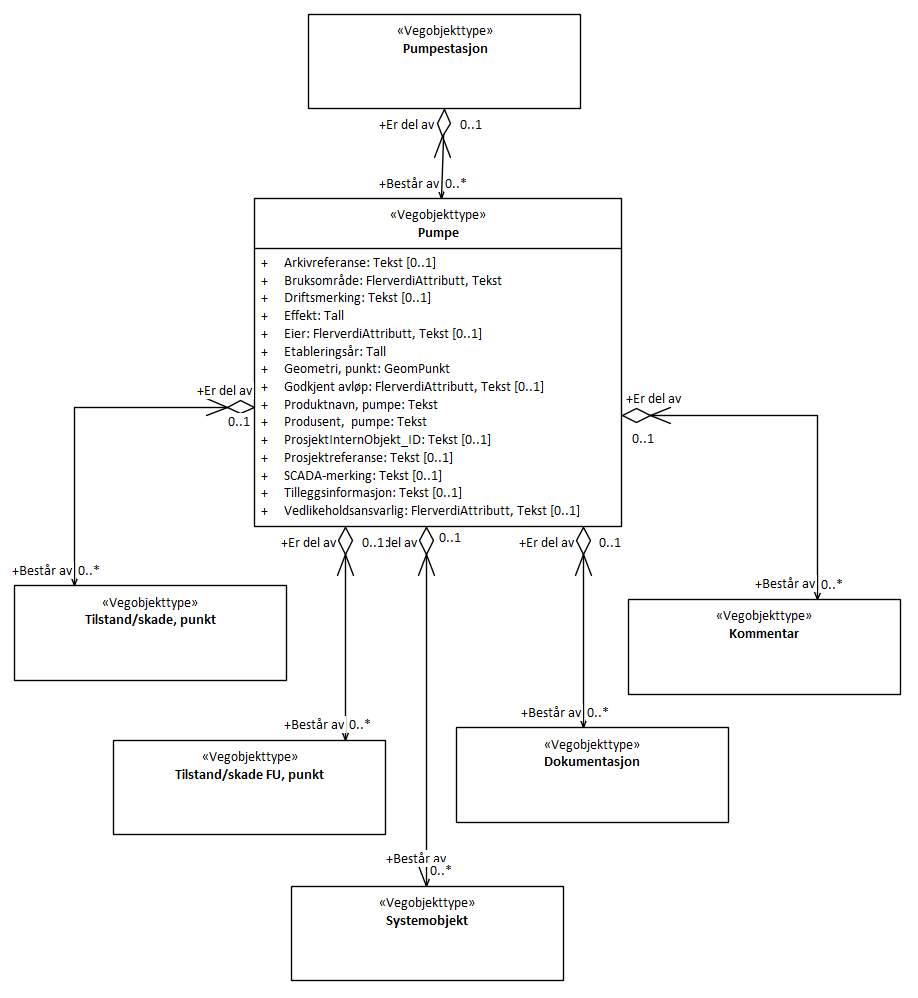 «Vegobjekttype»
Pumpestasjon
+Er del av 0..1
+Består av 0..*
«Vegobjekttype»
Pumpe
+ Arkivreferanse: Tekst [0..1]
+ Bruksområde: FlerverdiAttributt, Tekst
+ Driftsmerking: Tekst [0..1]
+ Effekt: Tall
+ Eier: FlerverdiAttributt, Tekst [0..1]
+ Etableringsår: Tall
+ Geometri, punkt: GeomPunkt
+ Godkjent avløp: FlerverdiAttributt, Tekst [0..1]
+ Produktnavn, pumpe: Tekst
+ Produsent,  pumpe: Tekst
+ ProsjektInternObjekt_ID: Tekst [0..1]
+ Prosjektreferanse: Tekst [0..1]
+ SCADA-merking: Tekst [0..1]
+ Tilleggsinformasjon: Tekst [0..1]
+ Vedlikeholdsansvarlig: FlerverdiAttributt, Tekst [0..1]
+Er del av
0..1
+Er del av
0..1
+Er del av 0..1
del av 0..1
+Er del av 0..1
+Består av 0..*
«Vegobjekttype»
Tilstand/skade, punkt
+Består av 0..*
«Vegobjekttype»
Kommentar
+Består av 0..*
«Vegobjekttype»
Tilstand/skade FU, punkt
+Består av 0..*
«Vegobjekttype»
Dokumentasjon
+Består av
0..*
«Vegobjekttype»
Systemobjekt